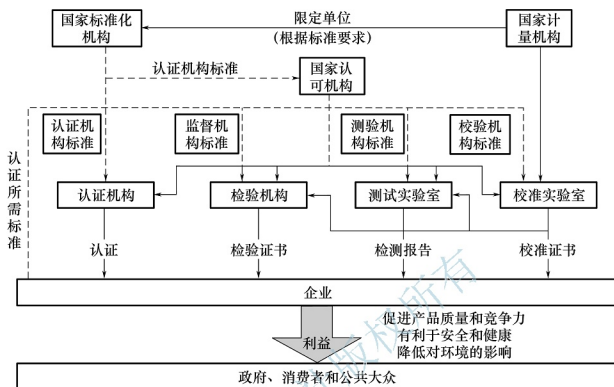 国家标准化
机构
限定单位
(根据标准要求)
国家计
量机构
认证机构标准
国家认
可机构
认证机
构标准
监督机
构标准
测验机
构标准
校验机
构标准
认证所需标准
认证机构
检验机构
测试实验室
校准实验室
认证
检验证书
检测报告
校准证书
企业
利益
促进产品质量和竞争力
有利于安全和健康
降低对环境的影响
政府、消费者和公共大众
版权所有